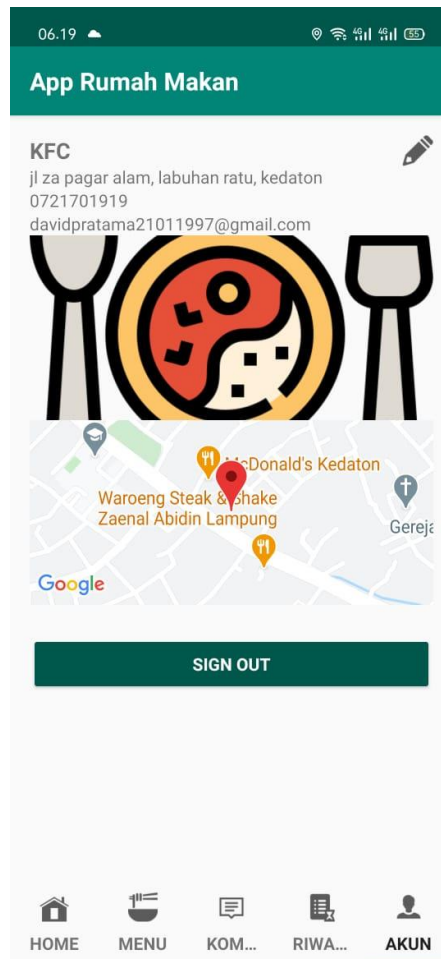 06.19
55
App Rumah Makan
KFC
jl za pagar alam, labuhan ratu, kedaton
0721701919
davidpratama21011997@gmail.com
McDonald's Kedaton
Waroeng Steak & Shake
Zaenal Abidin Lampung
Gereja
Google
SIGN OUT
HOME MENU KOM... RIWA... AKUN